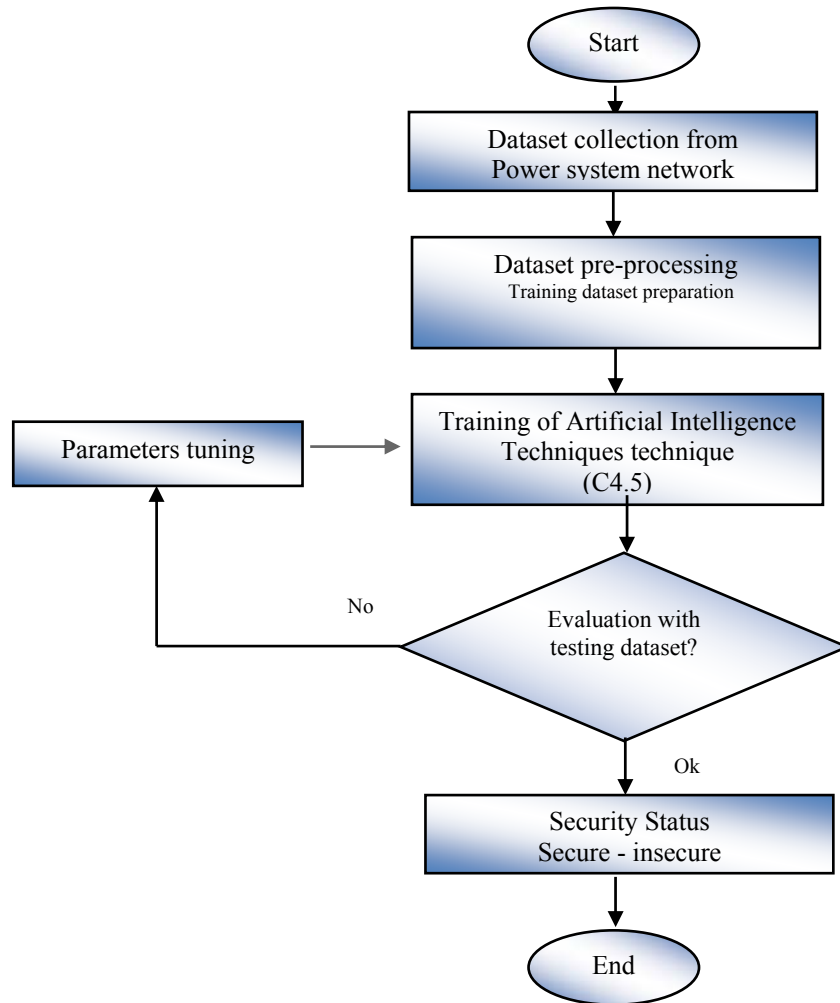 Start
Dataset collection from
Power system network
Dataset pre-processing
Training dataset preparation
Training of Artificial Intelligence
Techniques technique
(C4.5)
Parameters tuning
No
Evaluation with
testing dataset?
Ok
Security Status
Secure - insecure
End